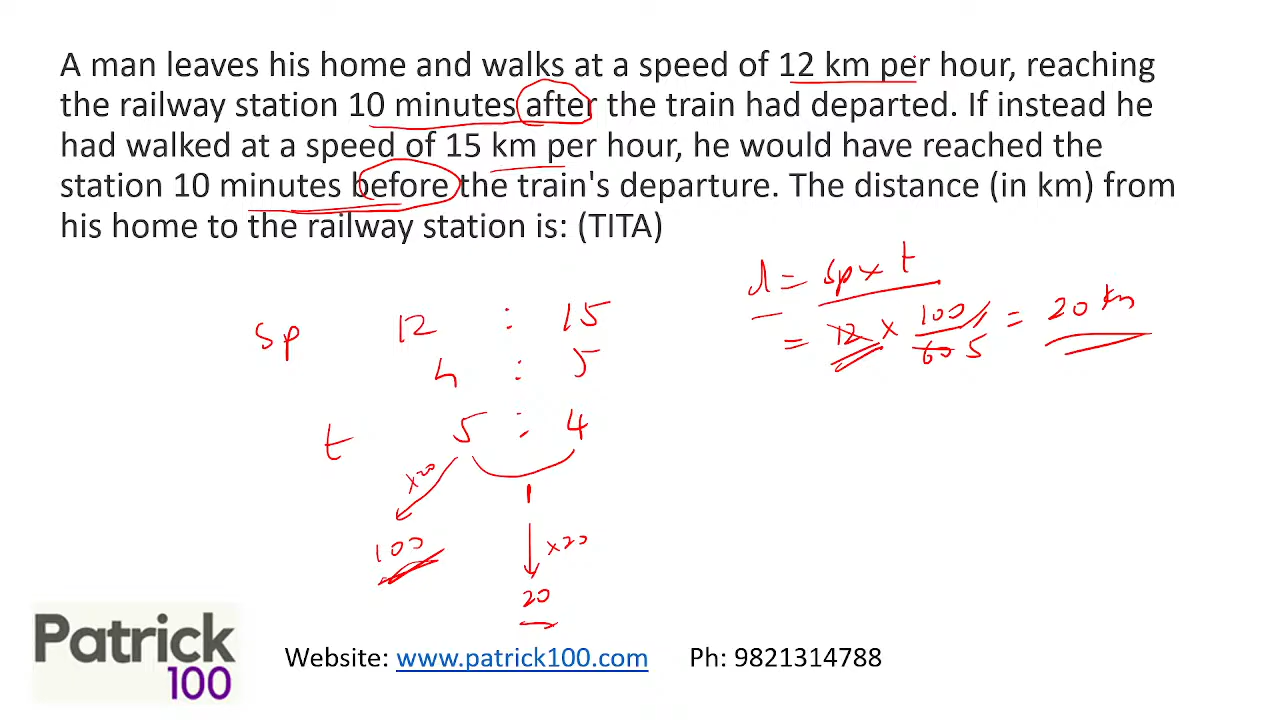 A man leaves his home and walks at a speed of 12 km per hour, reaching
the railway station 10 minutes after the train had departed. If instead he
had walked at a speed of 15 km per hour, he would have reached the
station 10 minutes before the train's departure. The distance (in km) from
his home to the railway station is: (TITA)
d = sp x t
= 12 x 100/60 5 = 20 km
sp 12 : 15
4 : 5
t 5 : 4
x20
1
100
x20
20
Patrick
100
Website: www.patrick100.com Ph: 9821314788